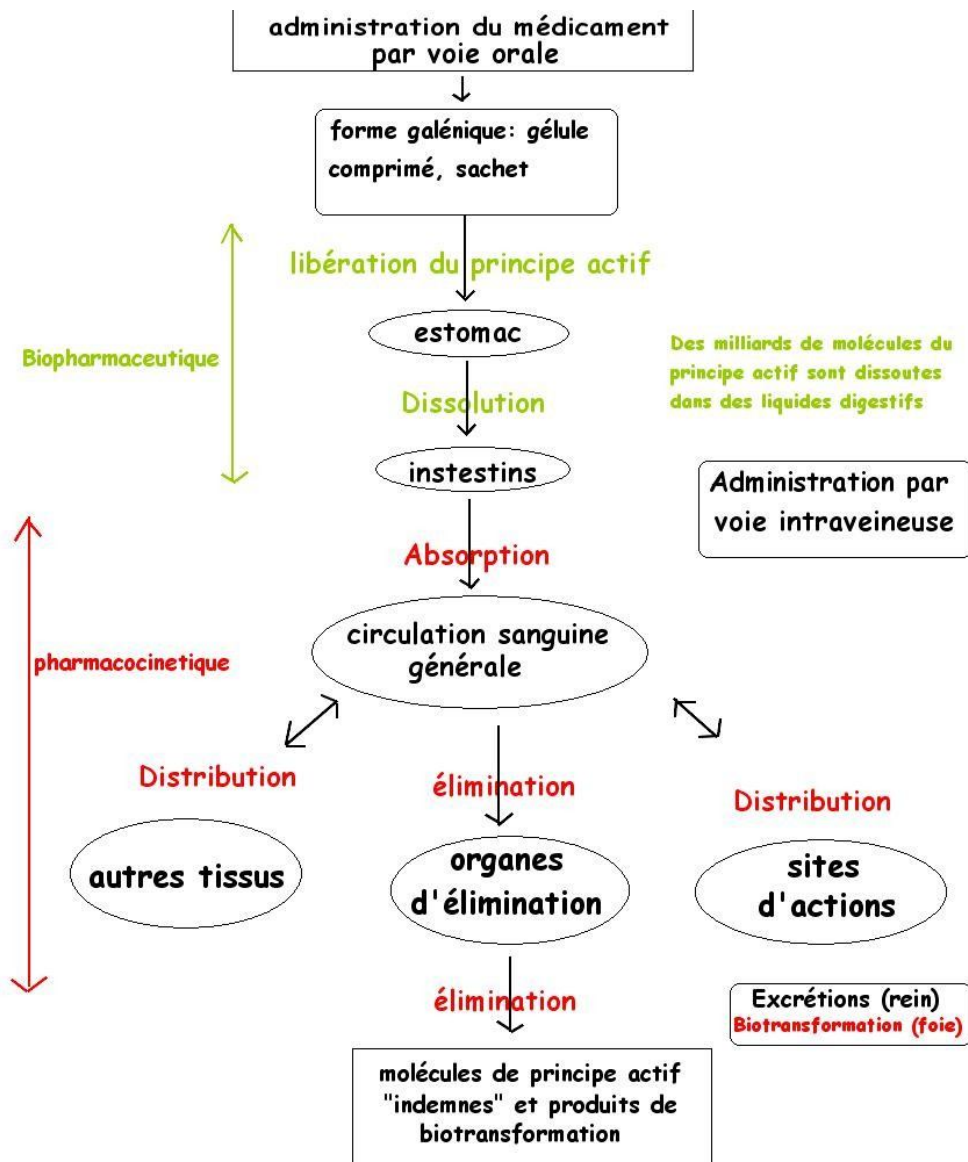 administration du médicament
par voie orale
forme galénique: gélule
comprimé, sachet
libération du principe actif
estomac
Biopharmaceutique
Des milliards de molécules du
principe actif sont dissoutes
dans des liquides digestifs
Dissolution
instestins
Administration par
voie intraveineuse
Absorption
circulation sanguine
générale
pharmacocinetique
Distribution
élimination
Distribution
autres tissus
organes
d'élimination
sites
d'actions
élimination
Excrétions (rein)
Biotransformation (foie)
molécules de principe actif
"indemnes" et produits de
biotransformation